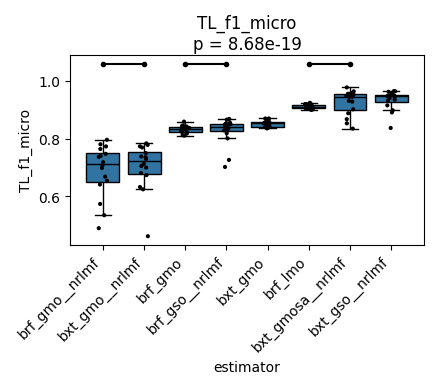 TL_f1_micro
p = 8.68e-19
TL_f1_micro
1.0
0.8
0.6
brf_gmo__nrlmf
bxt_gmo__nrlmf
brf_gmo
brf_gso__nrlmf
bxt_gmo
brf_lmo
bxt_gmosa__nrlmf
bxt_gso__nrlmf
estimator